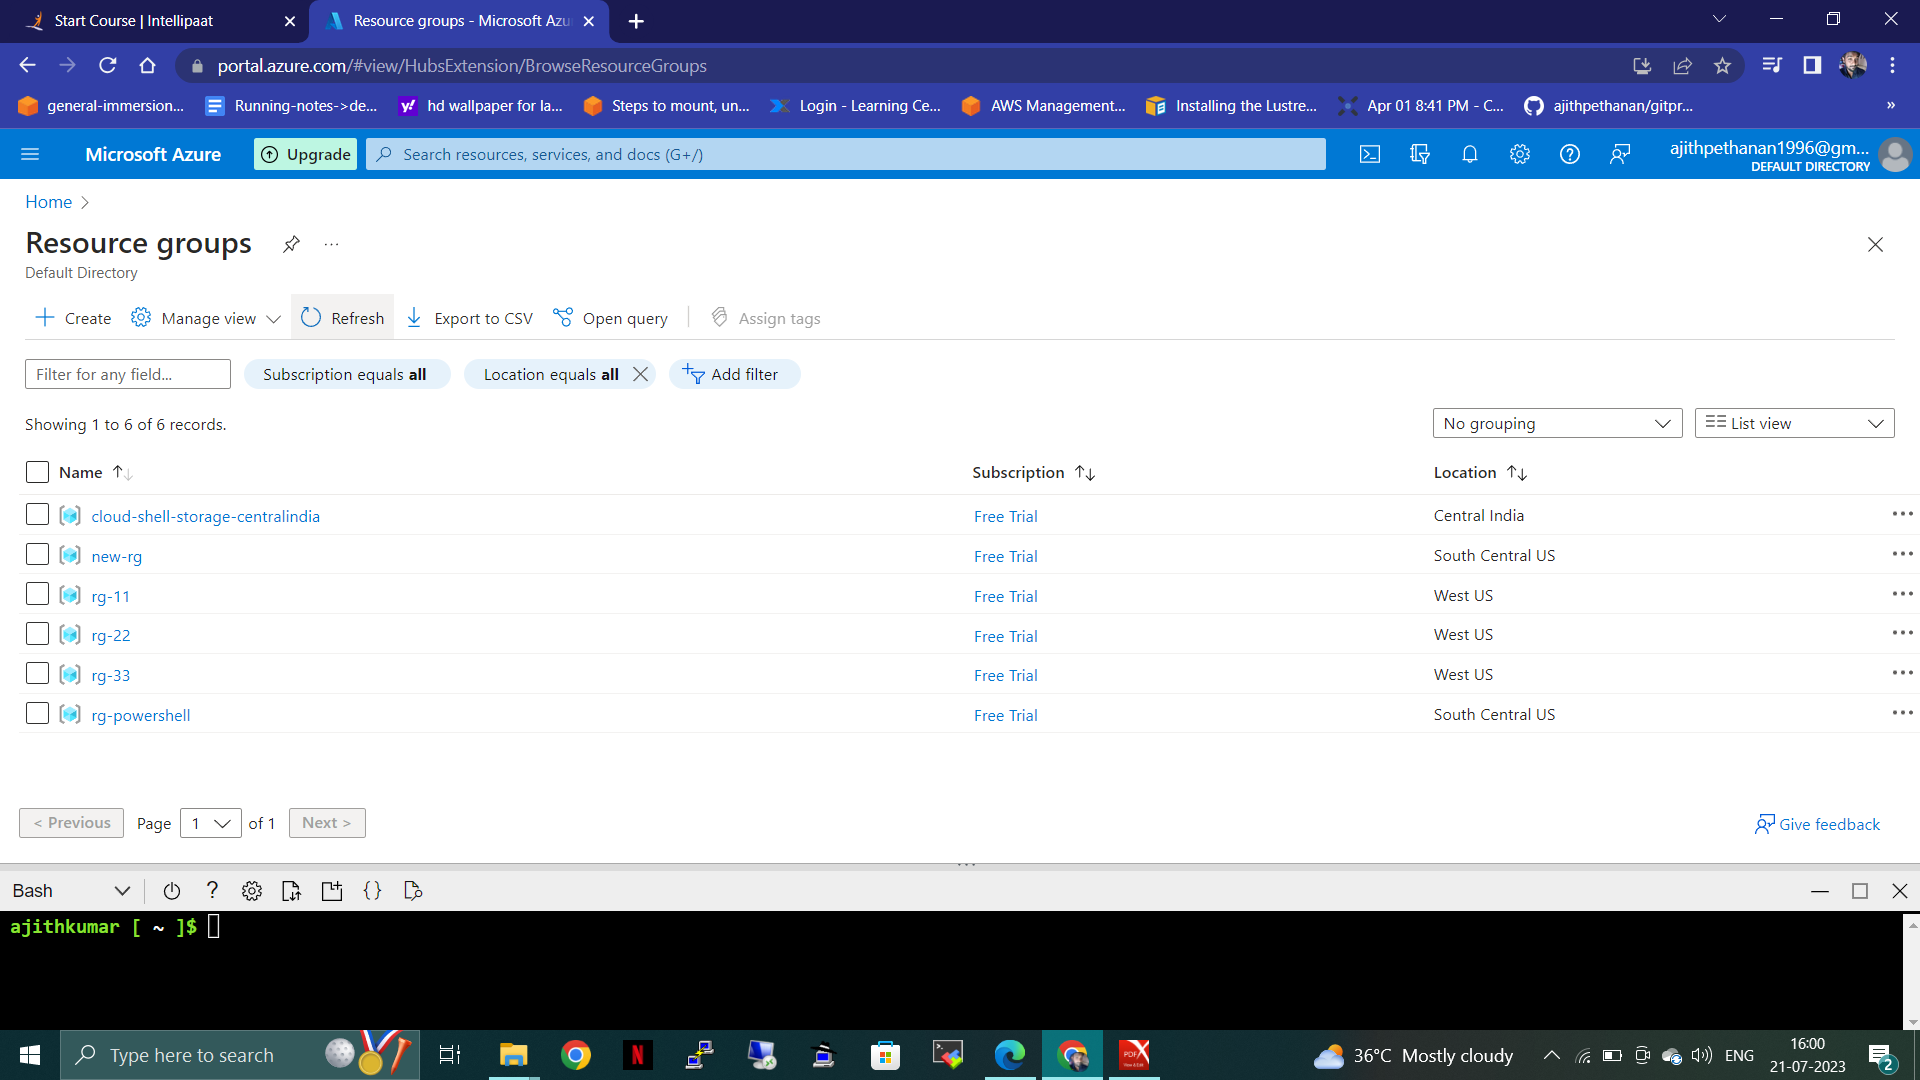 Start Course | Intellipaat
Resource groups - Microsoft Azu
portal.azure.com/#view/HubsExtension/BrowseResourceGroups
general-immersion... Running-notes->de... hd wallpaper for la... Steps to mount, un... Login - Learning Ce... AWS Management... Installing the Lustre... Apr 01 8:41 PM - C... ajithpethanan/gitpr... »
Microsoft Azure Upgrade Search resources, services, and docs (G+/) ajithpethanan1996@gm...
DEFAULT DIRECTORY
Home >
Resource groups ...
Default Directory
Create Manage view Refresh Export to CSV Open query Assign tags
Filter for any field... Subscription equals all Location equals all Add filter
Showing 1 to 6 of 6 records. No grouping List view
Name Subscription Location
cloud-shell-storage-centralindia Free Trial Central India
new-rg Free Trial South Central US
rg-11 Free Trial West US
rg-22 Free Trial West US
rg-33 Free Trial West US
rg-powershell Free Trial South Central US
< Previous Page 1 of 1 Next > Give feedback
Bash ? { }
ajithkumar [ ~ ]$
Type here to search 36°C Mostly cloudy ENG 16:00
21-07-2023 2